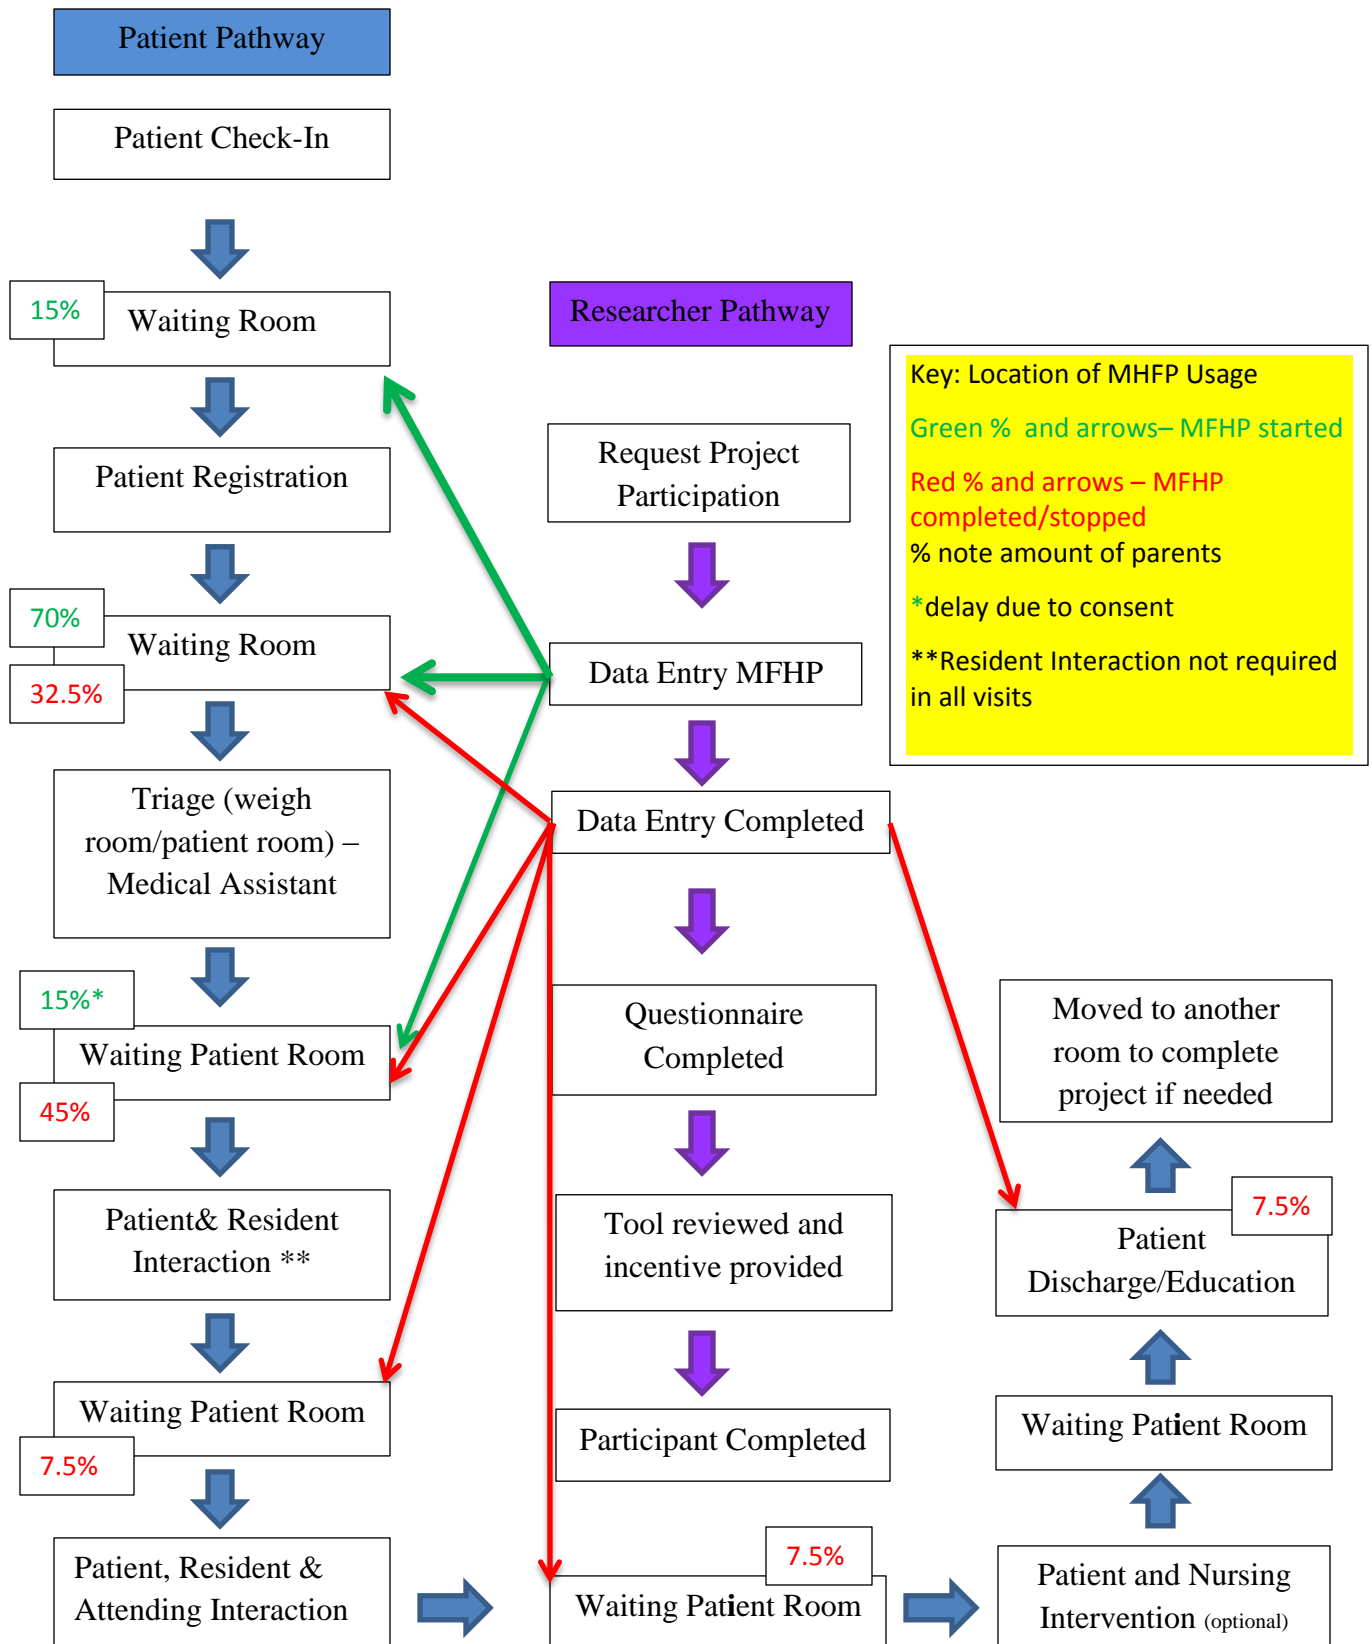 Patient Pathway
Patient Check-In
15%
Waiting Room
Patient Registration
70%
Waiting Room
32.5%
Triage (weigh
room/patient room) –
Medical Assistant
15%*
Waiting Patient Room
45%
Patient& Resident
Interaction **
Waiting Patient Room
7.5%
Patient, Resident &
Attending Interaction
Researcher Pathway
Request Project
Participation
Data Entry MFHP
Data Entry Completed
Questionnaire
Completed
Tool reviewed and
incentive provided
Participant Completed
7.5%
Waiting Patient Room
Key: Location of MHFP Usage
Green %  and arrows– MFHP started
Red % and arrows – MFHP
completed/stopped
% note amount of parents
*delay due to consent
**Resident Interaction not required
in all visits
Moved to another
room to complete
project if needed
7.5%
Patient
Discharge/Education
Waiting Patient Room
Patient and Nursing
Intervention (optional)